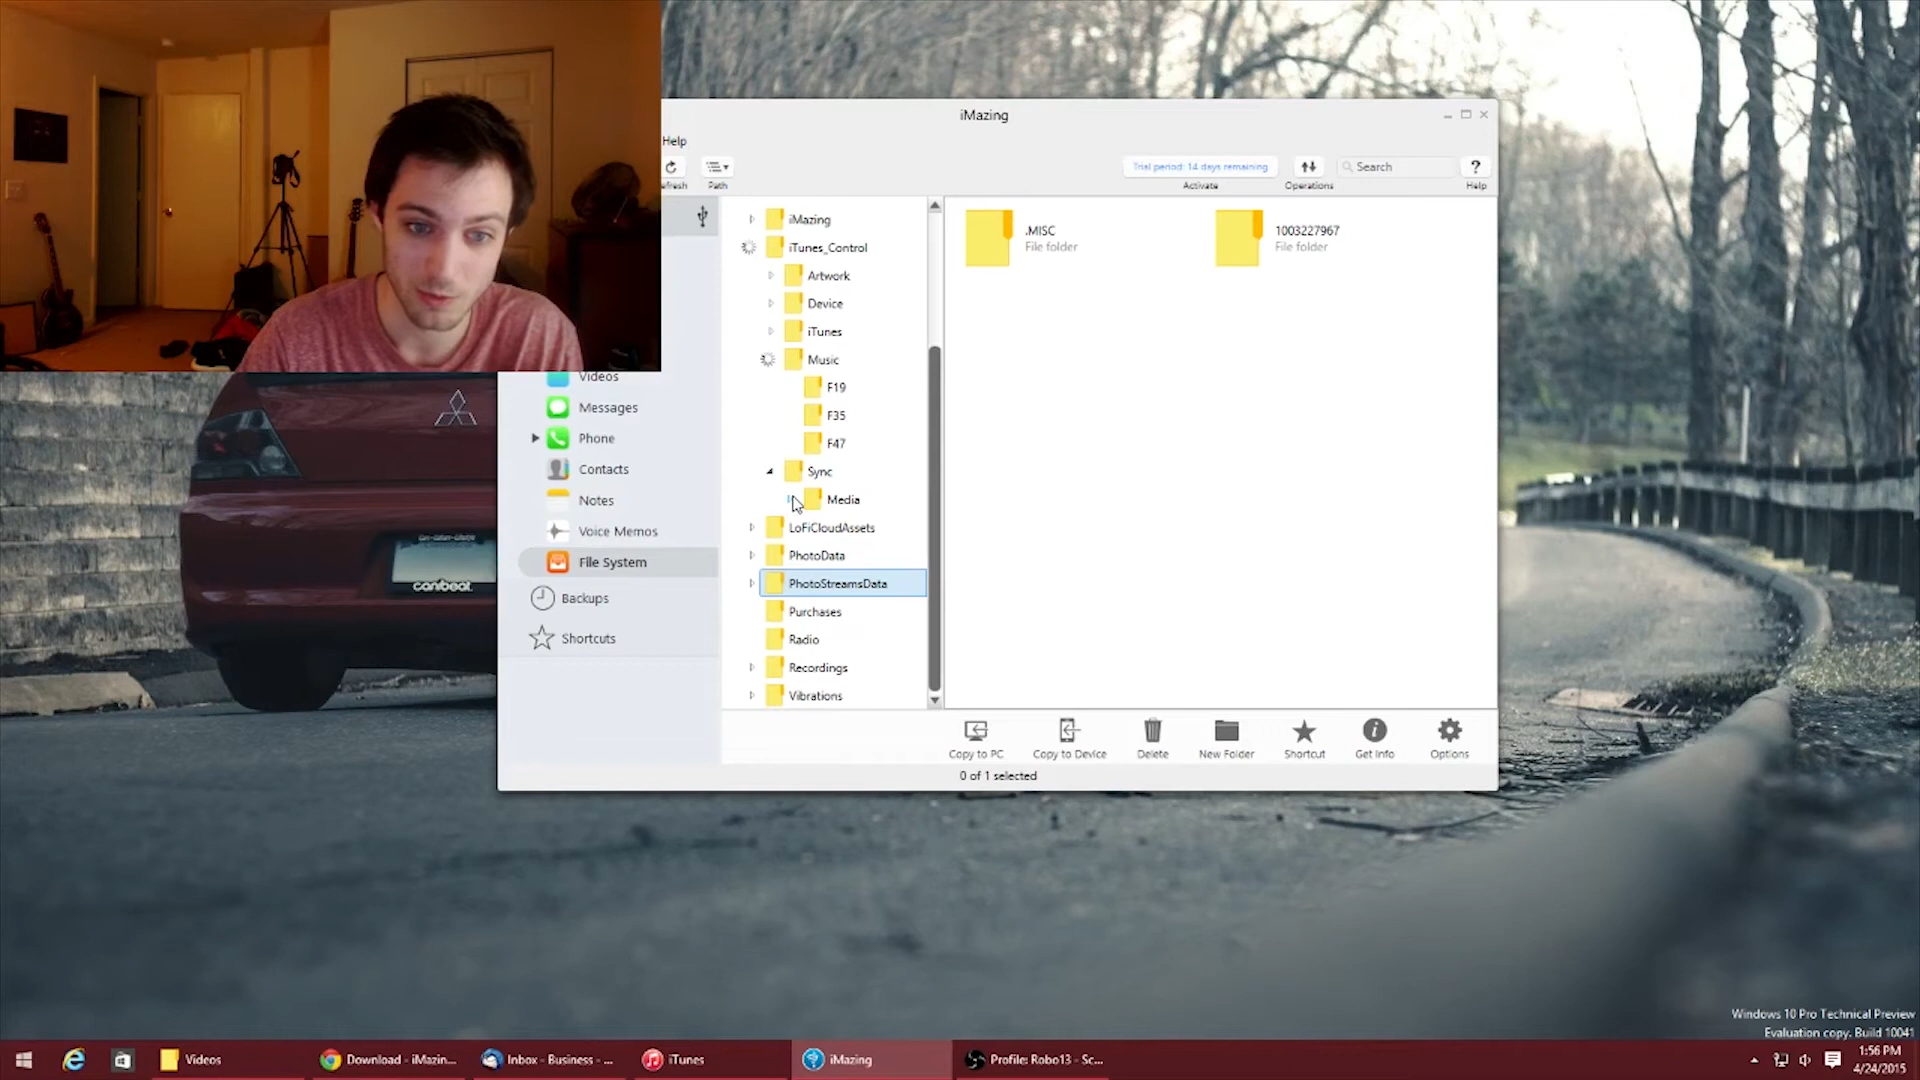 iMazing
Help
efresh
Path
Trial period: 14 days remaining
Activate
Operations
Search
?
Help
Videos
Messages
Phone
Contacts
Notes
Voice Memos
File System
Backups
Shortcuts
iMazing
iTunes_Control
Artwork
Device
iTunes
Music
F19
F35
F47
Sync
Media
LoFiCloudAssets
PhotoData
PhotoStreamsData
Purchases
Radio
Recordings
Vibrations
.MISC
File folder
1003227967
File folder
Copy to PC
Copy to Device
Delete
New Folder
Shortcut
Get Info
Options
0 of 1 selected
canibeat
Windows 10 Pro Technical Preview
Evaluation copy. Build 10041
Videos
Download - iMazin...
Inbox - Business - ...
iTunes
iMazing
Profile: Robo13 - Sc...
1:56 PM
4/24/2015